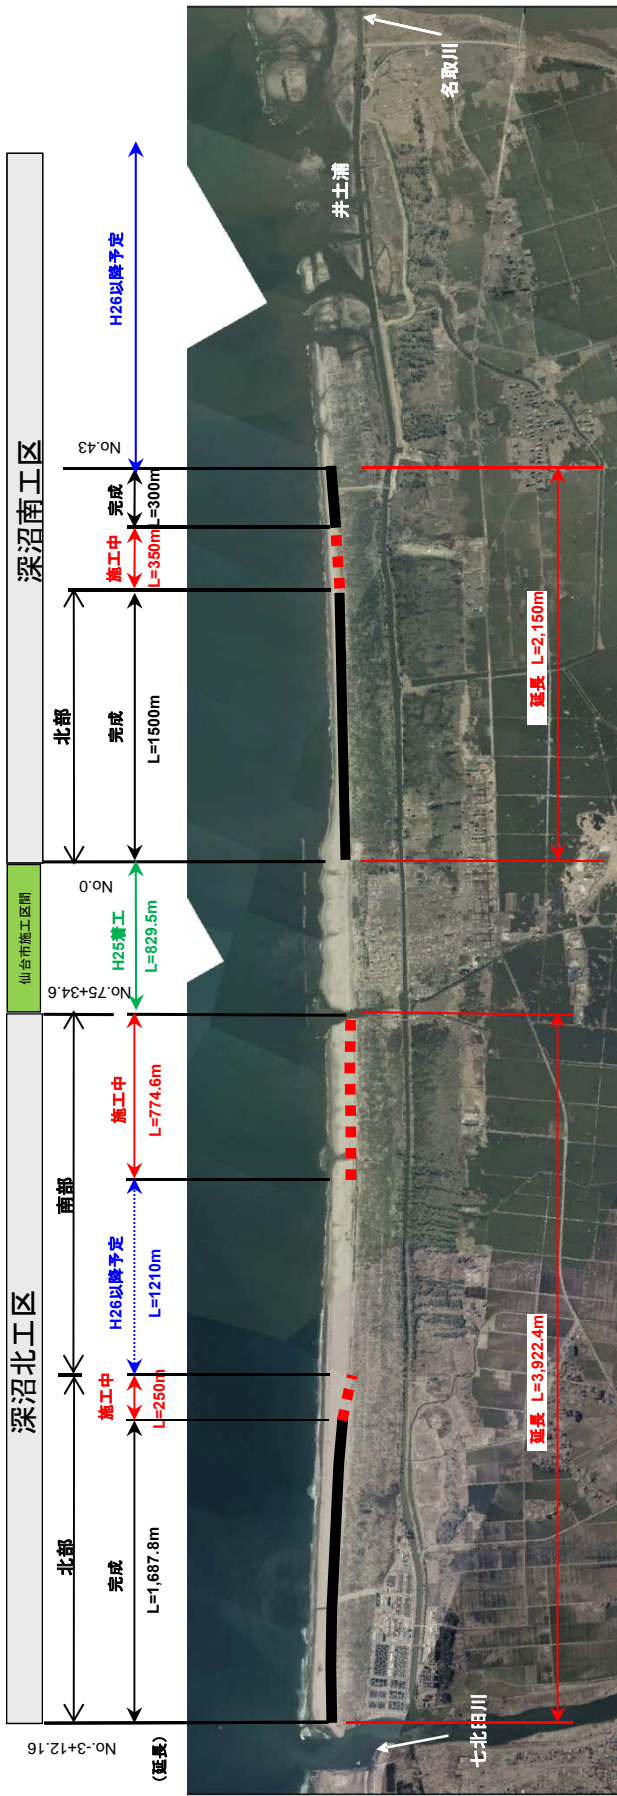 深沼北工区
仙台市施工区間
深沼南工区
北部
南部
北部
No.-3+12.16
No.75+34.6
No.0
No.43
(延長)
完成
L=1,687.8m
施工中
L=250m
H26以降予定
L=1210m
施工中
L=774.6m
H25着工
L=829.5m
完成
L=1500m
施工中
L=350m
完成
L=300m
H26以降予定
井土浦
名取川
七北田川
延長 L=3,922.4m
延長 L=2,150m